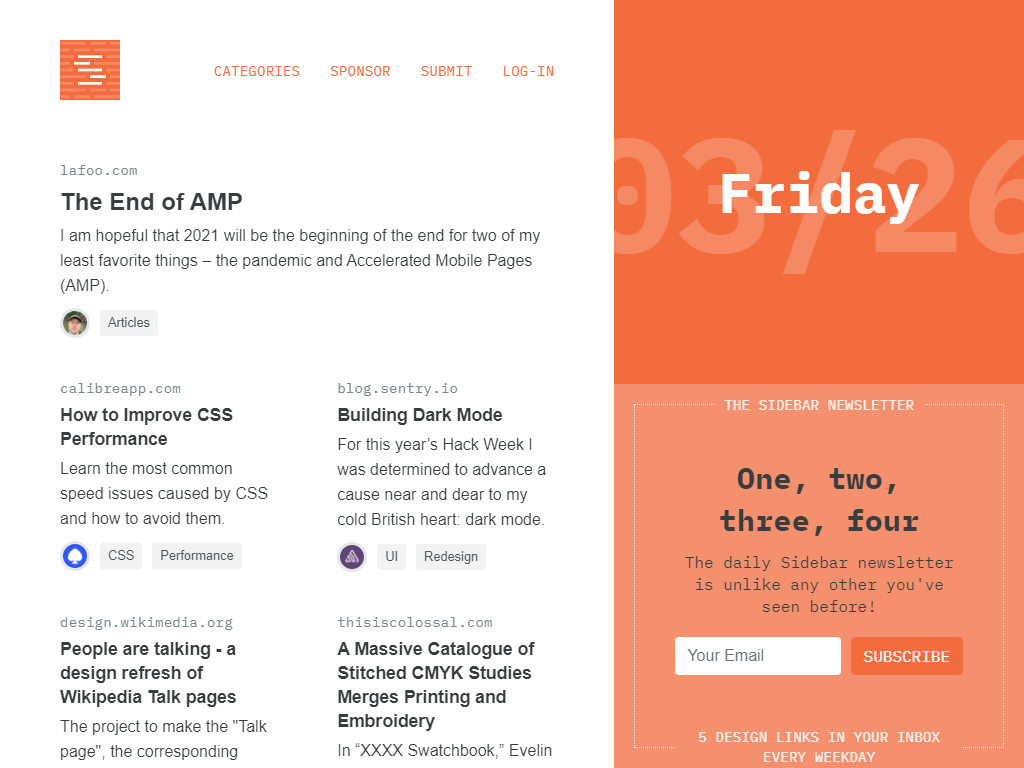 CATEGORIES SPONSOR SUBMIT LOG-IN
lafoo.com
The End of AMP
I am hopeful that 2021 will be the beginning of the end for two of my
least favorite things – the pandemic and Accelerated Mobile Pages
(AMP).
Articles
calibreapp.com
How to Improve CSS
Performance
Learn the most common
speed issues caused by CSS
and how to avoid them.
CSS Performance
blog.sentry.io
Building Dark Mode
For this year’s Hack Week I
was determined to advance a
cause near and dear to my
cold British heart: dark mode.
UI Redesign
design.wikimedia.org
People are talking - a
design refresh of
Wikipedia Talk pages
The project to make the "Talk
page", the corresponding
thisiscolossal.com
A Massive Catalogue of
Stitched CMYK Studies
Merges Printing and
Embroidery
In “XXXX Swatchbook,” Evelin
03/26
Friday
THE SIDEBAR NEWSLETTER
One, two,
three, four
The daily Sidebar newsletter
is unlike any other you've
seen before!
Your Email SUBSCRIBE
5 DESIGN LINKS IN YOUR INBOX
EVERY WEEKDAY